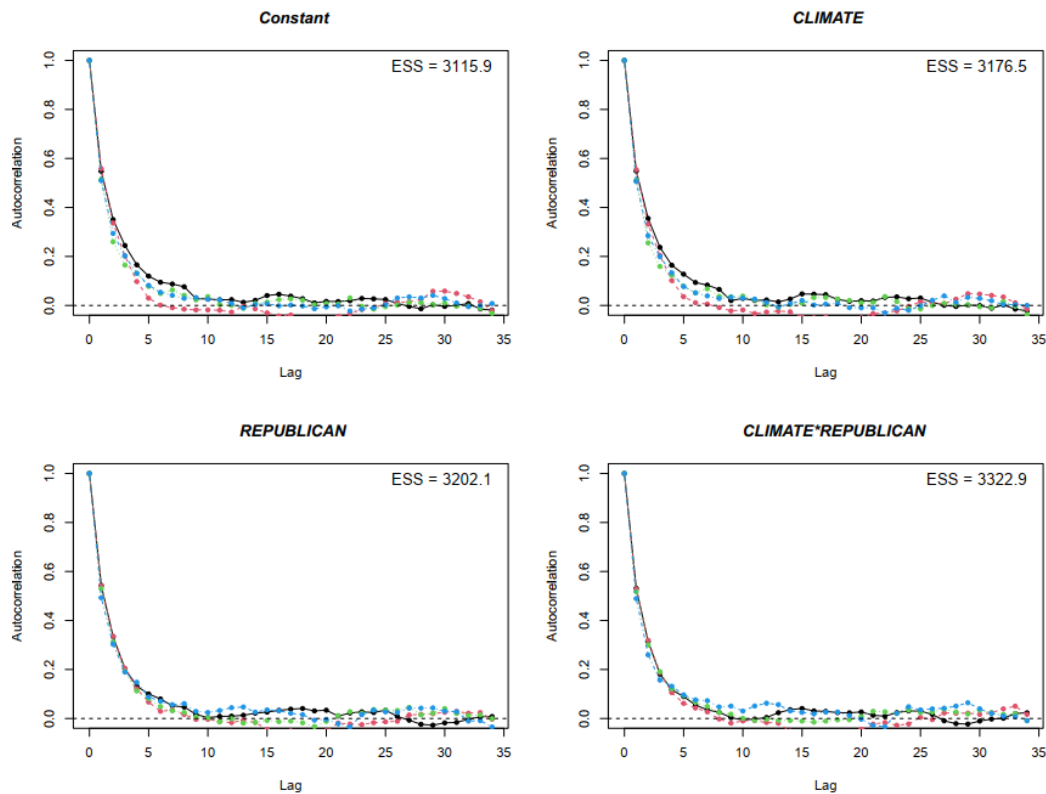 Constant
ESS = 3115.9
Autocorrelation
0.0 0.2 0.4 0.6 0.8 1.0
0 5 10 15 20 25 30 35
Lag
CLIMATE
ESS = 3176.5
Autocorrelation
0.0 0.2 0.4 0.6 0.8 1.0
0 5 10 15 20 25 30 35
Lag
REPUBLICAN
ESS = 3202.1
Autocorrelation
0.0 0.2 0.4 0.6 0.8 1.0
0 5 10 15 20 25 30 35
Lag
CLIMATE*REPUBLICAN
ESS = 3322.9
Autocorrelation
0.0 0.2 0.4 0.6 0.8 1.0
0 5 10 15 20 25 30 35
Lag